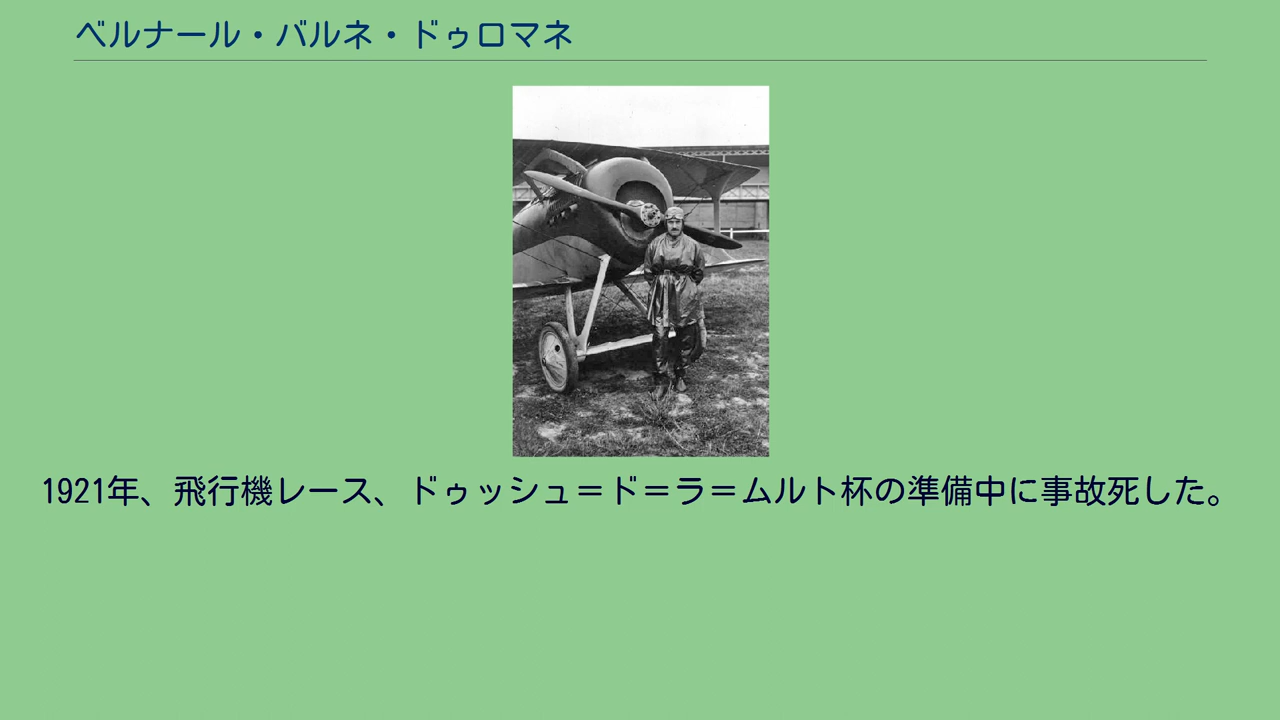 ベルナール・バルネ・ドゥロマネ
1921年、飛行機レース、ドゥッシュ＝ド＝ラ＝ムルト杯の準備中に事故死した。